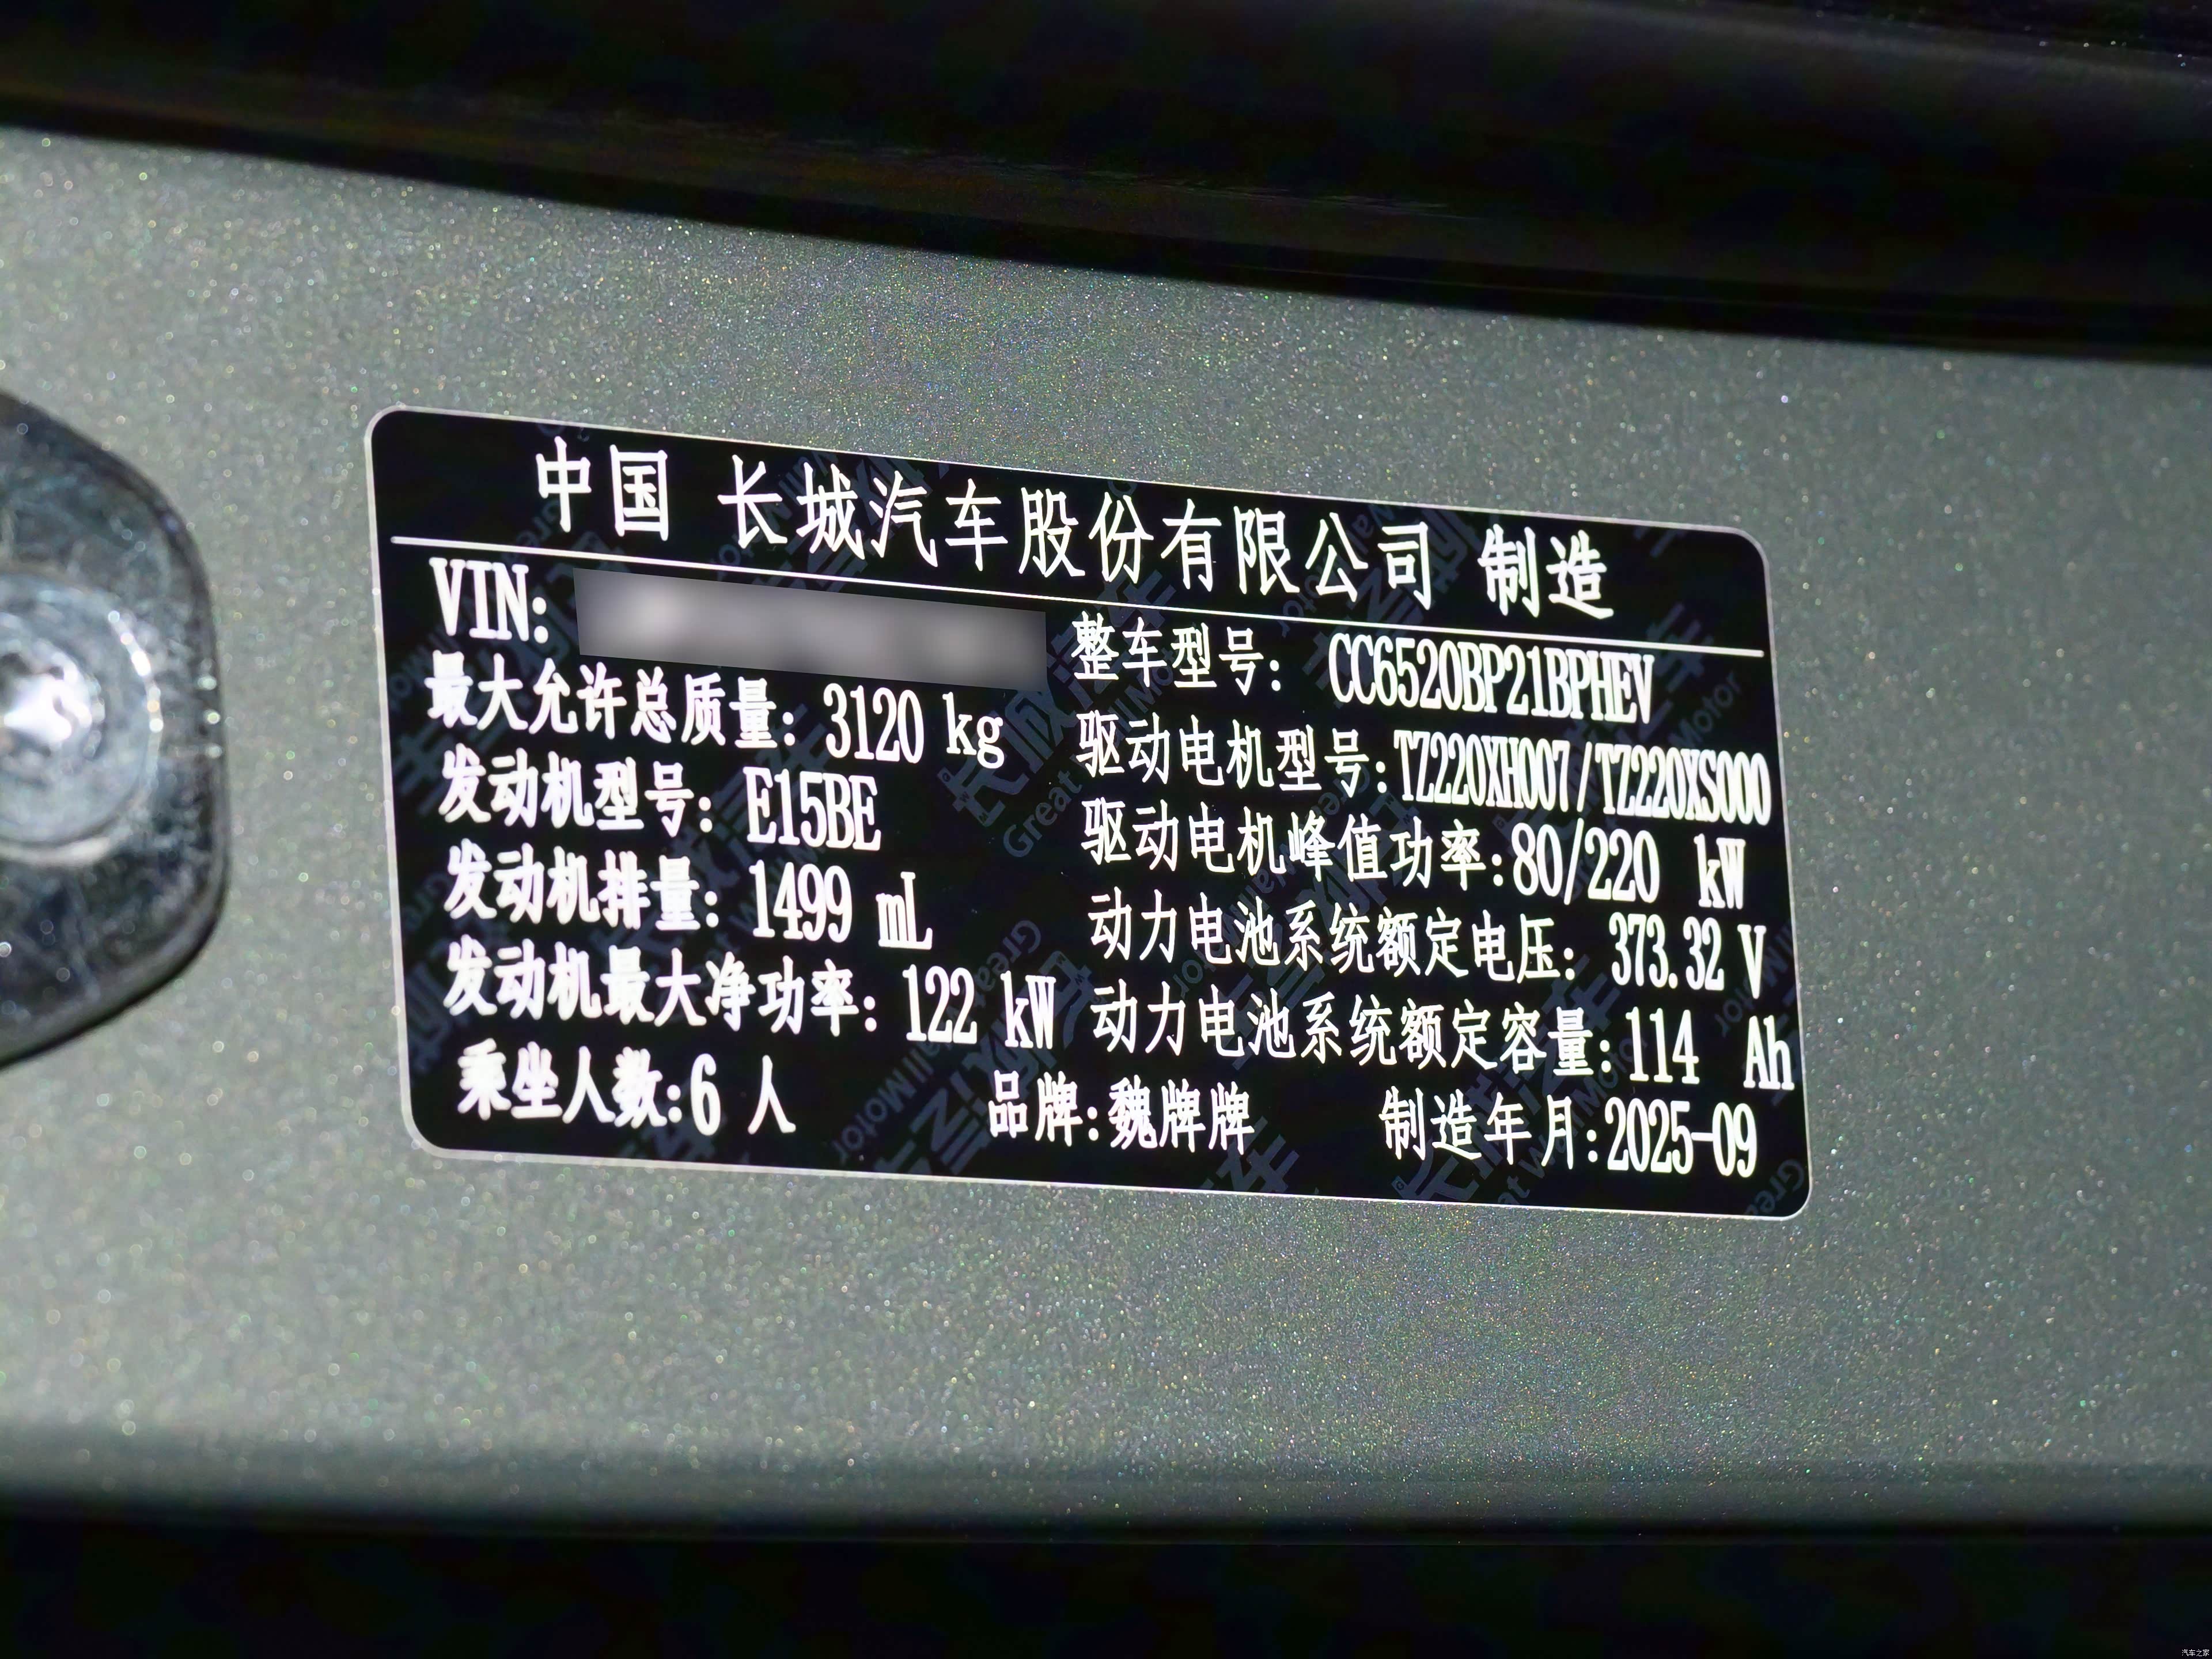 中国 长城汽车股份有限公司 制造
VIN:
整车型号: CC6520BP21BPHEV
最大允许总质量: 3120 kg
驱动电机型号:TZ220XH007/TZ220XS000
发动机型号: E15BE
驱动电机峰值功率:80/220 kW
发动机排量: 1499 mL
动力电池系统额定电压: 373.32 V
发动机最大净功率: 122 kW
动力电池系统额定容量:114 Ah
乘坐人数:6 人 品牌:魏牌牌 制造年月:2025-09
汽车之家